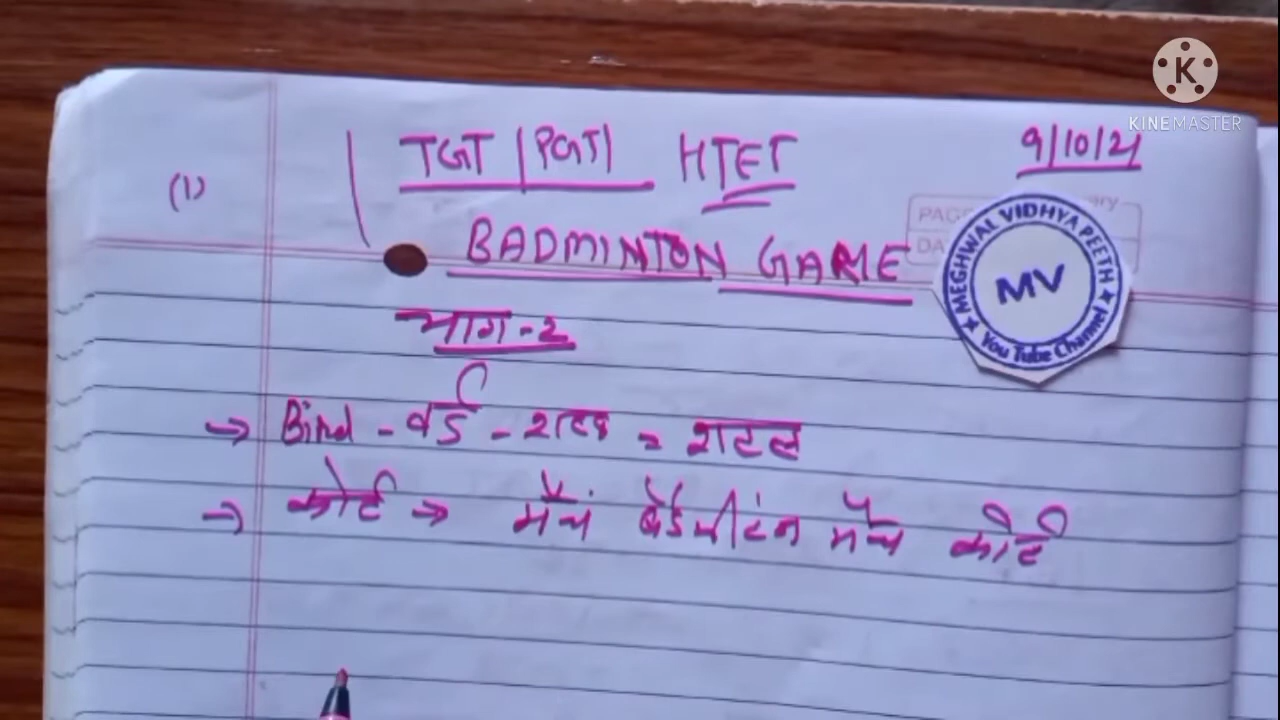 KINEMASTER
TGT | PGT | HTET
9/10/21
(1)
BADMINTON GAME
MEGHWAL VIDHYA PEETH
MV
You Tube Channel
भाग-2
→ Bird - बर्ड - शटल = शटल
→ कोर्ट → मैच बैडमींटन मैच कोर्ट